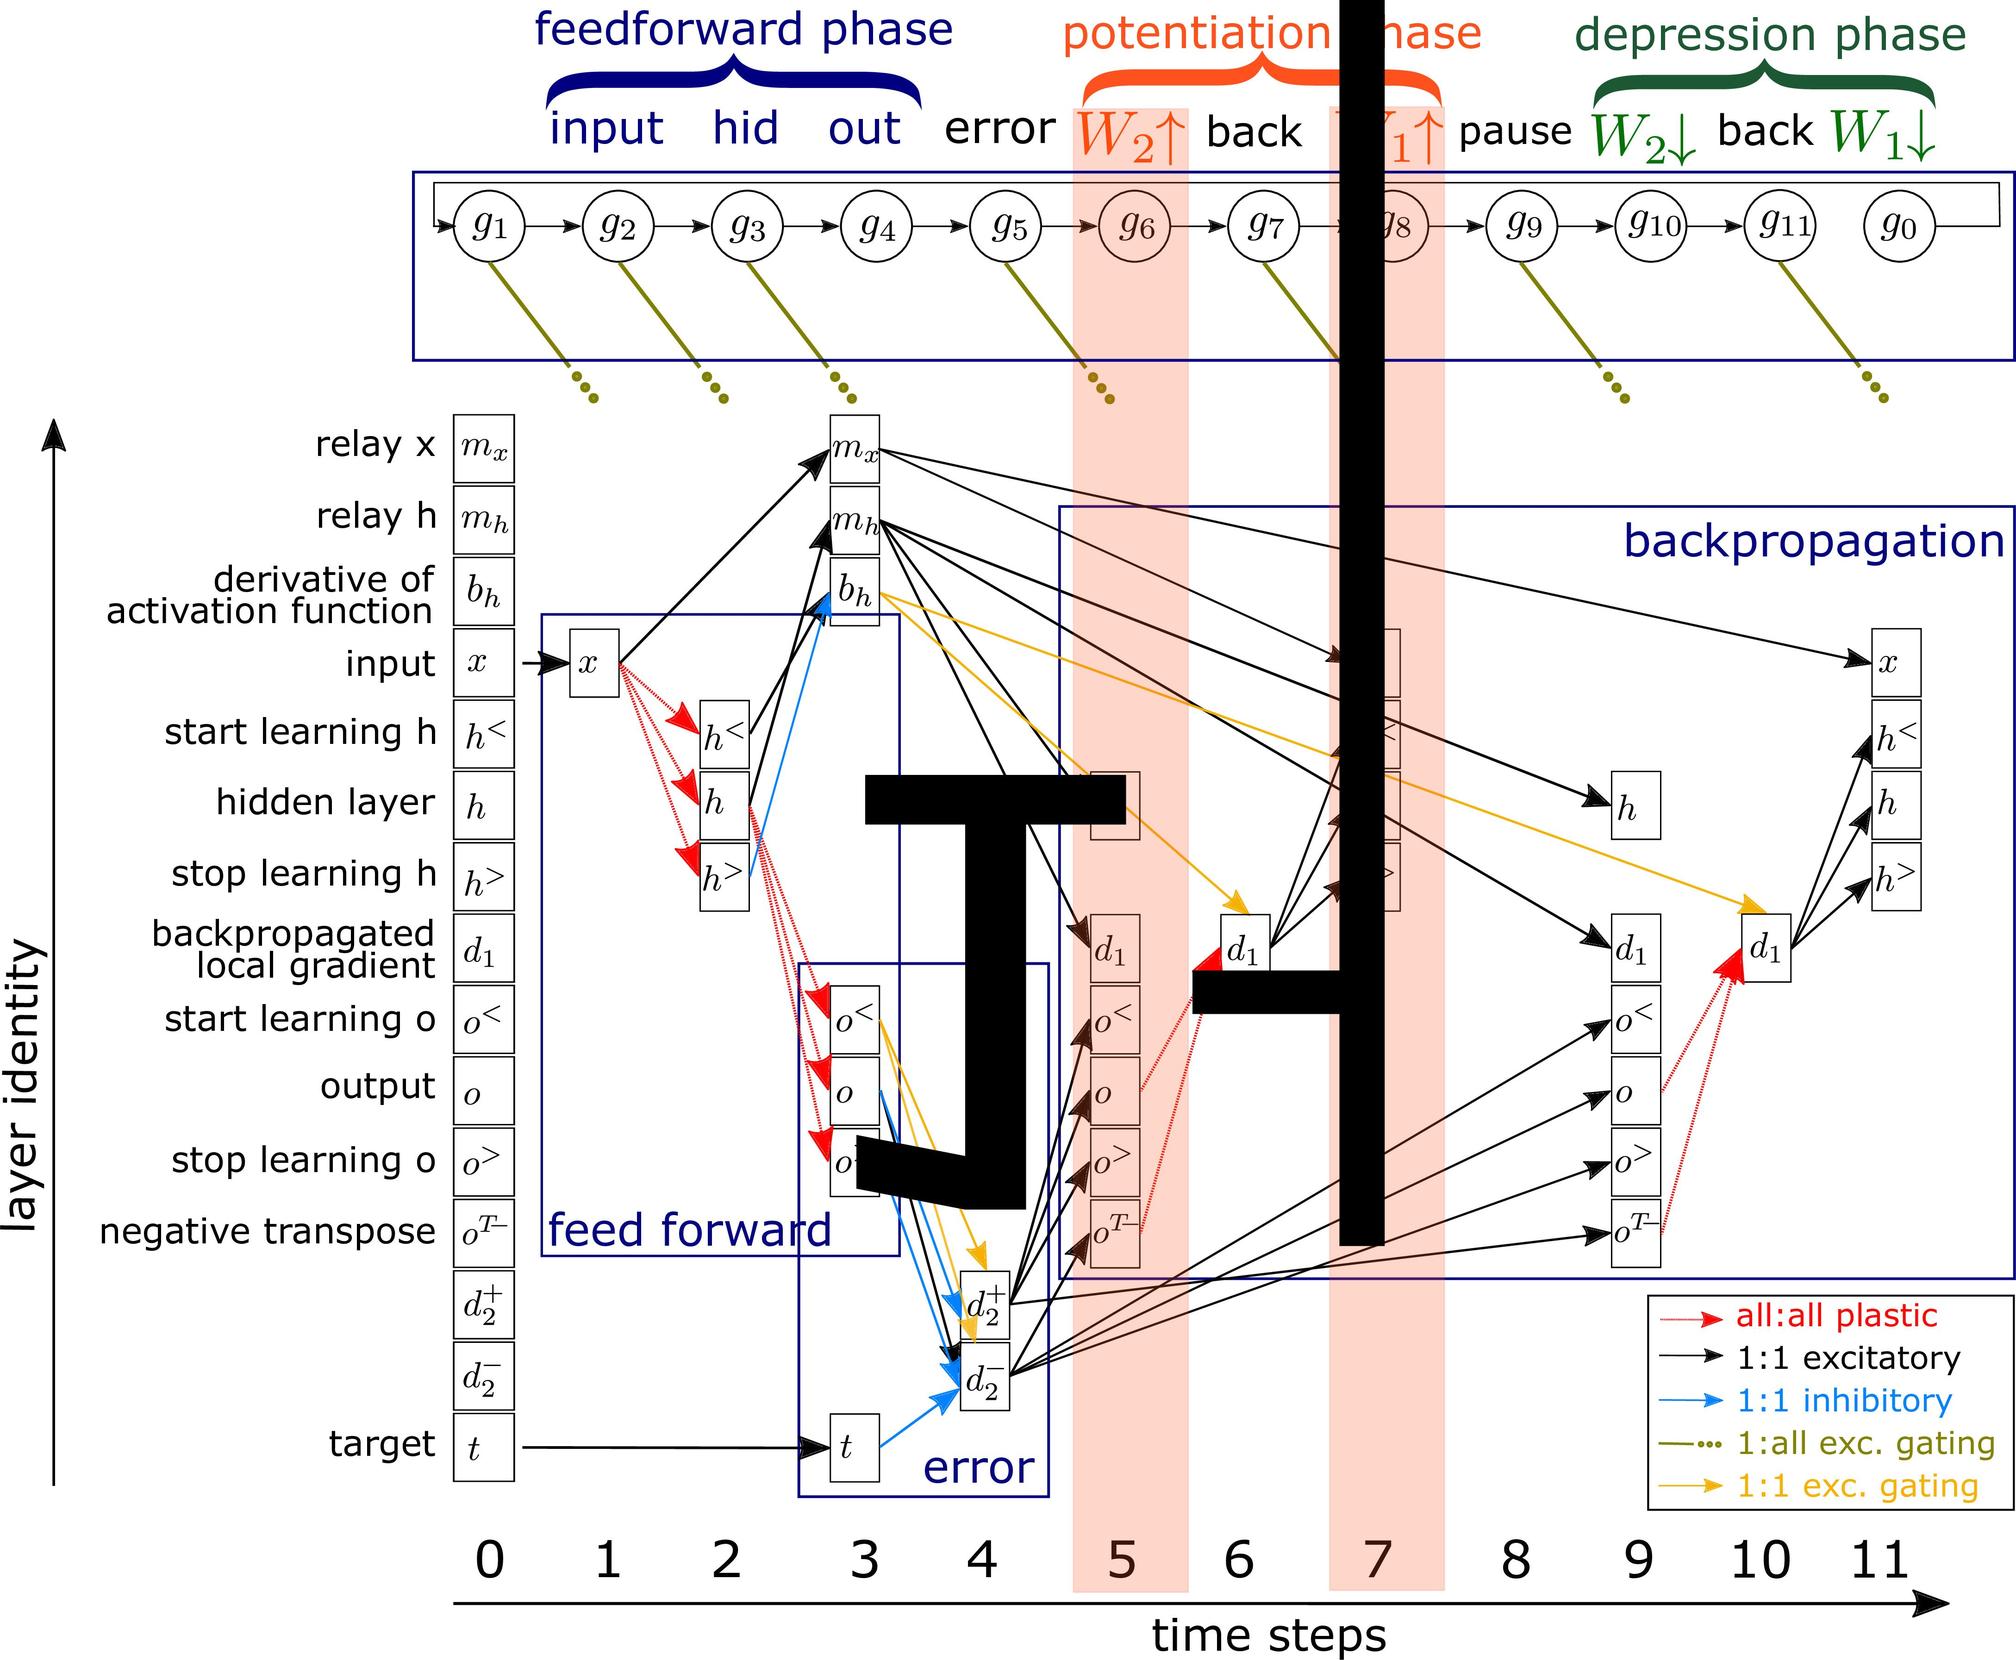 feedforward phase potentiation hase depression phase
input hid out error W₂↑ back ₁↑ pause W₂↓ back W₁↓
g₁ g₂ g₃ g₄ g₅ g₆ g₇ g₈ g₉ g₁₀ g₁₁ g₀
relay x mₓ mₓ
relay h mₕ mₕ
backpropagation
derivative of
activation function bₕ bₕ
input x x x
start learning h h< h< < h<
hidden layer h h h h
stop learning h h> h> > h>
backpropagated
local gradient d₁ d₁ d₁ d₁ d₁
start learning o o< o< o< o<
output o o o o
stop learning o o> o o> o>
negative transpose oT– oT– oT–
feed forward
d₂⁺ d₂⁺
d₂⁻ d₂⁻
target t t
error
all:all plastic
1:1 excitatory
1:1 inhibitory
1:all exc. gating
1:1 exc. gating
layer identity
0 1 2 3 4 5 6 7 8 9 10 11
time steps